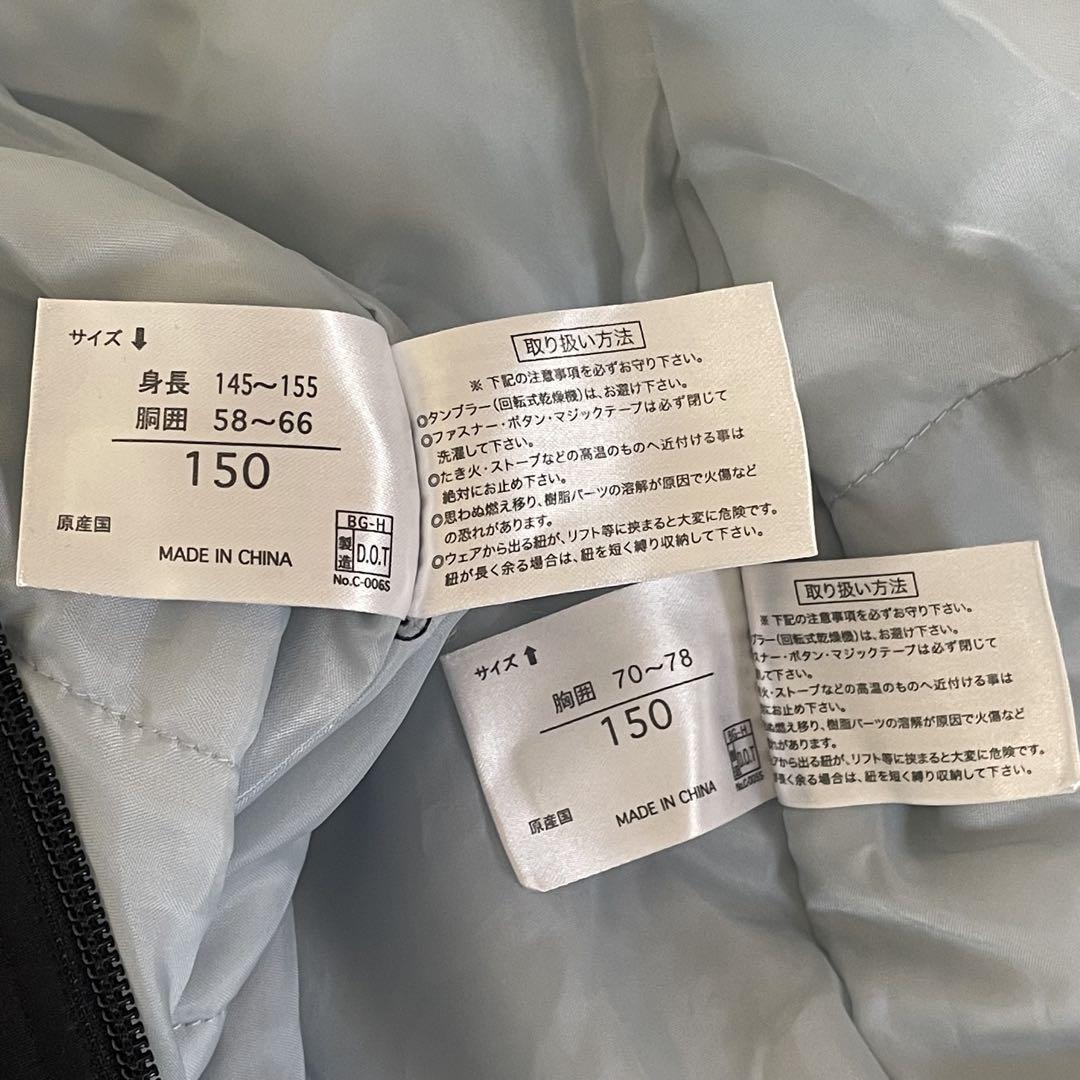 サイズ⬇
身長 145～155
胴囲 58～66
150
原産国
MADE IN CHINA
BG-H
製造
D.O.T
No.C-006S
取り扱い方法
※ 下記の注意事項を必ずお守り下さい。
◎タンブラー(回転式乾燥機)は、お避け下さい。
◎ファスナー・ボタン・マジックテープは必ず閉じて
洗濯して下さい。
◎たき火・ストーブなどの高温のものへ近付ける事は
絶対にお止め下さい。
◎思わぬ燃え移り、樹脂パーツの溶解が原因で火傷など
の恐れがあります。
◎ウェアから出る紐が、リフト等に挟まると大変に危険です。
紐が長く余る場合は、紐を短く縛り収納して下さい。
サイズ⬆
胸囲 70～78
150
原産国
MADE IN CHINA
BG-H
D.O.T
取り扱い方法
※ 下記の注意事項を必ずお守り下さい。
ブラー(回転式乾燥機)は、お避け下さい。
スナー・ボタン・マジックテープは必ず閉じて
して下さい。
火・ストーブなどの高温のものへ近付ける事は
にお止め下さい。
ぬ燃え移り、樹脂パーツの溶解が原因で火傷など
れがあります。
ェアから出る紐が、リフト等に挟まると大変に危険です。
長く余る場合は、紐を短く縛り収納して下さい。